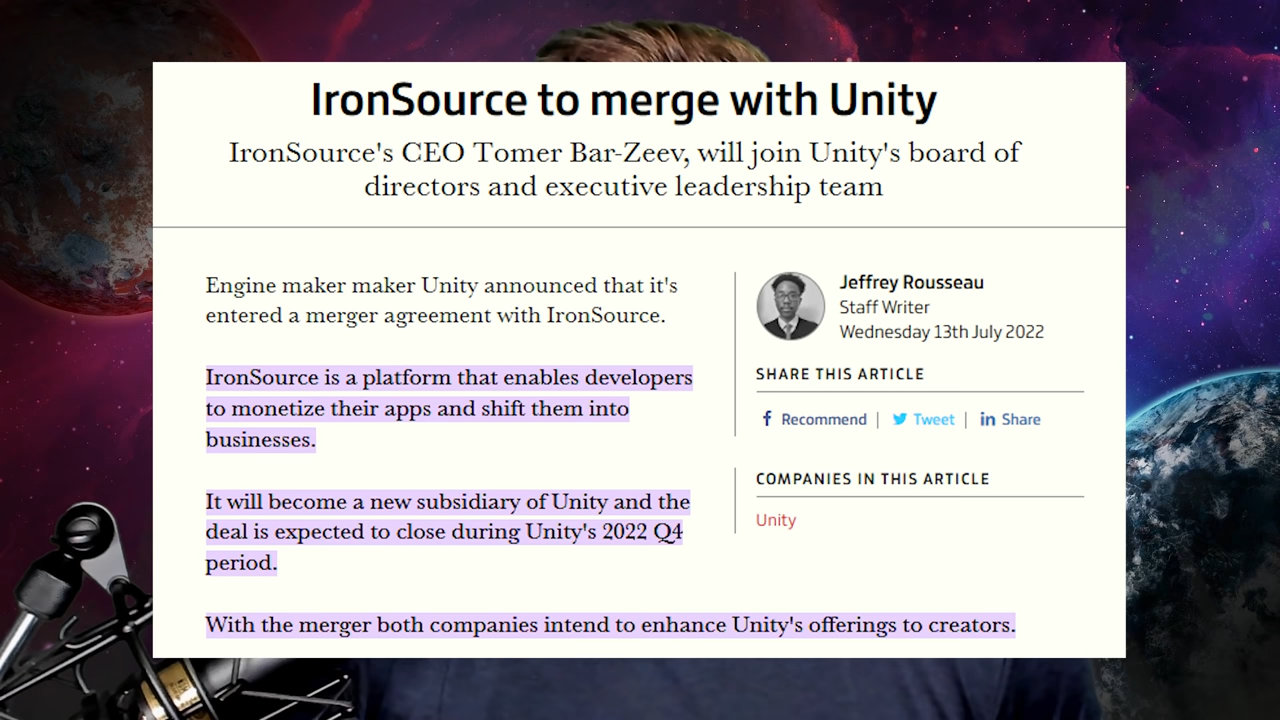 IronSource to merge with Unity
IronSource's CEO Tomer Bar-Zeev, will join Unity's board of
directors and executive leadership team
Engine maker maker Unity announced that it's
entered a merger agreement with IronSource.
IronSource is a platform that enables developers
to monetize their apps and shift them into
businesses.
It will become a new subsidiary of Unity and the
deal is expected to close during Unity's 2022 Q4
period.
With the merger both companies intend to enhance Unity's offerings to creators.
Jeffrey Rousseau
Staff Writer
Wednesday 13th July 2022
SHARE THIS ARTICLE
Recommend | Tweet | Share
COMPANIES IN THIS ARTICLE
Unity